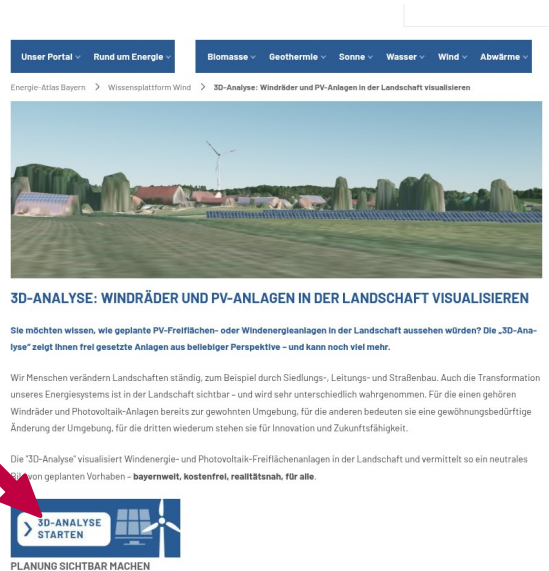 Unser Portal Rund um Energie Biomasse Geothermie Sonne Wasser Wind Abwärme
Energie-Atlas Bayern > Wissensplattform Wind > 3D-Analyse: Windräder und PV-Anlagen in der Landschaft visualisieren
3D-ANALYSE: WINDRÄDER UND PV-ANLAGEN IN DER LANDSCHAFT VISUALISIEREN
Sie möchten wissen, wie geplante PV-Freiflächen- oder Windenergieanlagen in der Landschaft aussehen würden? Die „3D-Ana-
lyse“ zeigt Ihnen frei gesetzte Anlagen aus beliebiger Perspektive – und kann noch viel mehr.
Wir Menschen verändern Landschaften ständig, zum Beispiel durch Siedlungs-, Leitungs- und Straßenbau. Auch die Transformation
unseres Energiesystems ist in der Landschaft sichtbar – und wird sehr unterschiedlich wahrgenommen. Für die einen gehören
Windräder und Photovoltaik-Anlagen bereits zur gewohnten Umgebung, für die anderen bedeuten sie eine gewöhnungsbedürftige
Änderung der Umgebung, für die dritten wiederum stehen sie für Innovation und Zukunftsfähigkeit.
Die "3D-Analyse" visualisiert Windenergie- und Photovoltaik-Freiflächenanlagen in der Landschaft und vermittelt so ein neutrales
von geplanten Vorhaben – bayernweit, kostenfrei, realitätsnah, für alle.
3D-ANALYSE
STARTEN
PLANUNG SICHTBAR MACHEN